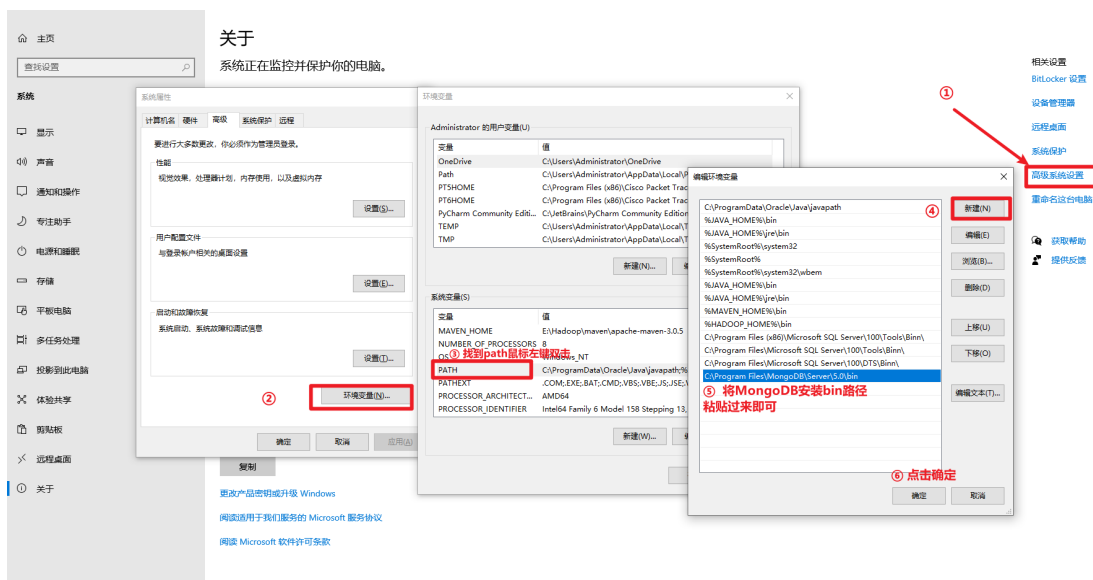 主页
查找设置
系统
显示
声音
通知和操作
专注助手
电源和睡眠
存储
平板电脑
多任务处理
投影到此电脑
体验共享
剪贴板
远程桌面
关于
关于
系统正在监控并保护你的电脑。
系统属性
计算机名 硬件 高级 系统保护 远程
要进行大多数更改，你必须作为管理员登录。
性能
视觉效果、处理器计划，内存使用，以及虚拟内存
设置(S)...
用户配置文件
与登录帐户相关的桌面设置
设置(E)...
启动和故障恢复
系统启动、系统故障和调试信息
设置(T)...
②
环境变量(N)...
确定 取消 应用(A)
复制
更改产品密钥或升级 Windows
阅读适用于我们服务的 Microsoft 服务协议
阅读 Microsoft 软件许可条款
环境变量
Administrator 的用户变量(U)
变量 值
OneDrive C:\Users\Administrator\OneDrive
Path C:\Users\Administrator\AppData\Local\P
PT5HOME C:\Program Files (x86)\Cisco Packet Trac
PT6HOME C:\Program Files (x86)\Cisco Packet Trac
PyCharm Community Editi... C:\JetBrains\PyCharm Community Edition
TEMP C:\Users\Administrator\AppData\Local\T
TMP C:\Users\Administrator\AppData\Local\T
新建(N)...
系统变量(S)
变量 值
MAVEN_HOME E:\Hadoop\maven\apache-maven-3.0.5
NUMBER_OF_PROCESSORS 8
OS Windows_NT
③ 找到path鼠标左键双击
PATH C:\ProgramData\Oracle\Java\javapath;%
PATHEXT .COM;.EXE;.BAT;.CMD;.VBS;.VBE;.JS;.JSE;.
PROCESSOR_ARCHITECT... AMD64
PROCESSOR_IDENTIFIER Intel64 Family 6 Model 158 Stepping 13,
新建(W)...
编辑环境变量
C:\ProgramData\Oracle\Java\javapath
%JAVA_HOME%\bin
%JAVA_HOME%\jre\bin
%SystemRoot%\system32
%SystemRoot%
%SystemRoot%\system32\wbem
%JAVA_HOME%\bin
%JAVA_HOME%\jre\bin
%MAVEN_HOME%\bin
%HADOOP_HOME%\bin
C:\Program Files (x86)\Microsoft SQL Server\100\Tools\Binn\
C:\Program Files\Microsoft SQL Server\100\Tools\Binn\
C:\Program Files\Microsoft SQL Server\100\DTS\Binn\
C:\Program Files\MongoDB\Server\5.0\bin
⑤ 将MongoDB安装bin路径
粘贴过来即可
④
新建(N)
编辑(E)
浏览(B)...
删除(D)
上移(U)
下移(O)
编辑文本(T)...
⑥ 点击确定
确定 取消
①
相关设置
BitLocker 设置
设备管理器
远程桌面
系统保护
高级系统设置
重命名这台电脑
获取帮助
提供反馈